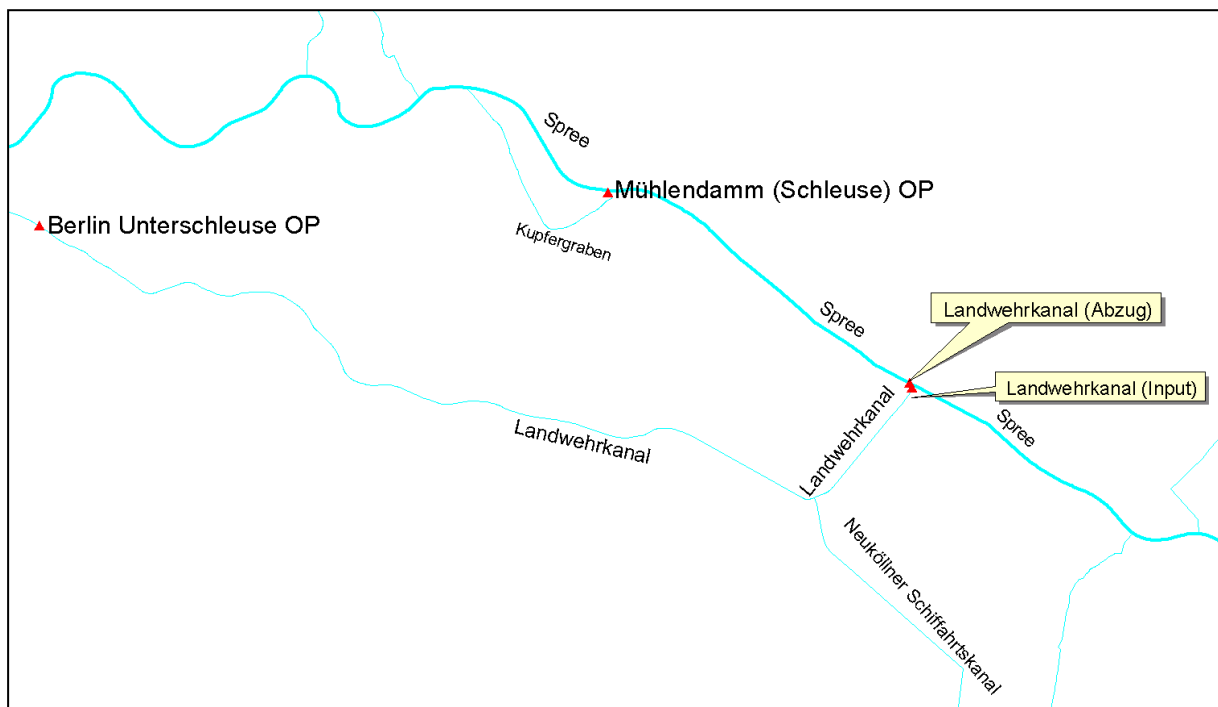 Spree
Mühlendamm (Schleuse) OP
Berlin Unterschleuse OP
Kupfergraben
Spree
Landwehrkanal (Abzug)
Landwehrkanal (Input)
Landwehrkanal
Spree
Landwehrkanal
Neuköllner Schiffahrtskanal